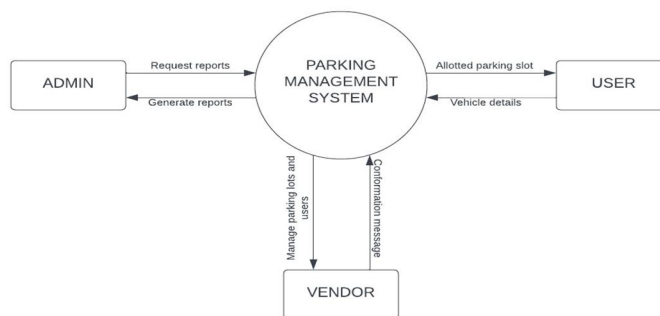 PARKING
MANAGEMENT
SYSTEM
ADMIN
Request reports
Generate reports
Allotted parking slot
Vehicle details
USER
Manage parking lots and
users
Conformation message
VENDOR